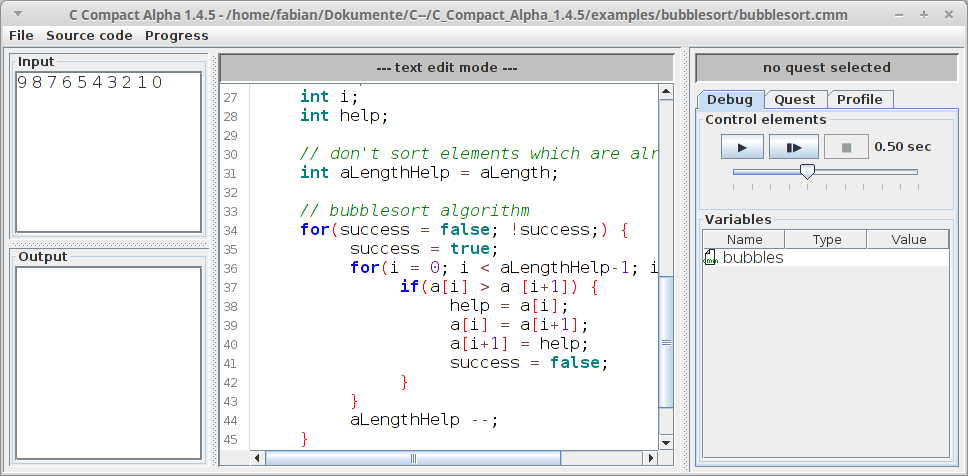 C Compact Alpha 1.4.5 - /home/fabian/Dokumente/C--/C_Compact_Alpha_1.4.5/examples/bubblesort/bubblesort.cmm
File Source code Progress
Input
9 8 7 6 5 4 3 2 1 0
Output
--- text edit mode ---
27 int i;
28 int help;
29
30 // don't sort elements which are alr
31 int aLengthHelp = aLength;
32
33 // bubblesort algorithm
34 for(success = false; !success;) {
35 success = true;
36 for(i = 0; i < aLengthHelp-1; i
37 if(a[i] > a [i+1]) {
38 help = a[i];
39 a[i] = a[i+1];
40 a[i+1] = help;
41 success = false;
42 }
43 }
44 aLengthHelp --;
45 }
no quest selected
Debug Quest Profile
Control elements
0.50 sec
Variables
Name Type Value
bubbles